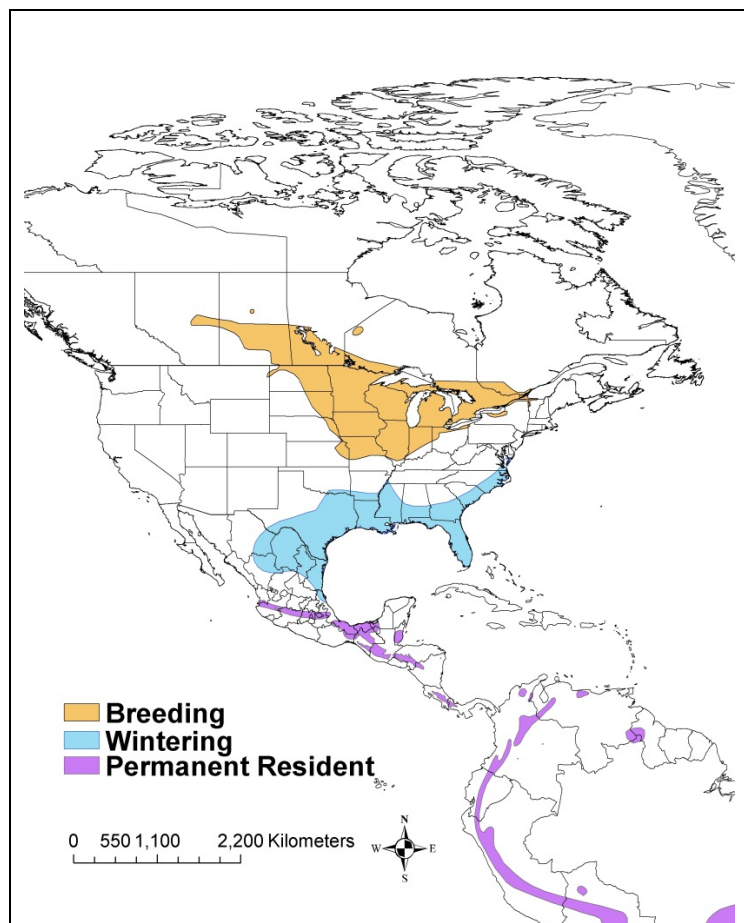 Breeding
Wintering
Permanent Resident
0 550 1,100 2,200 Kilometers
N
W E
S